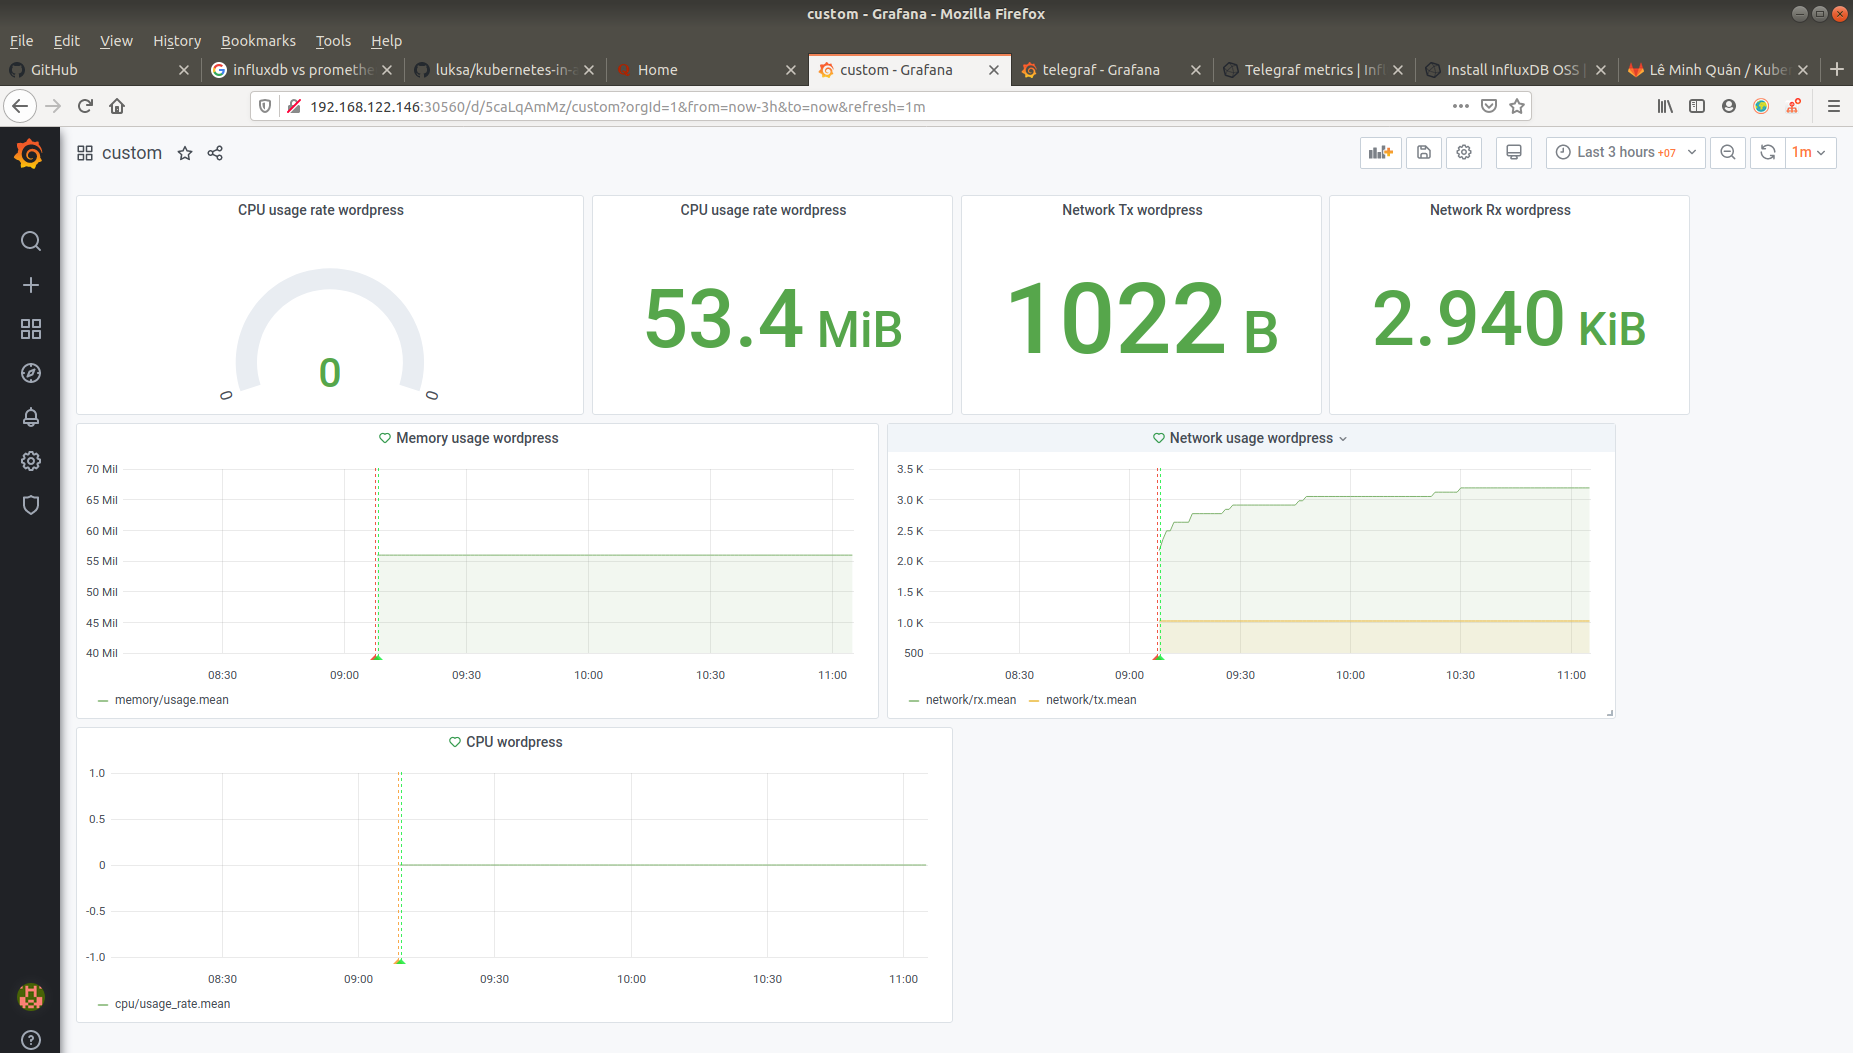 custom - Grafana - Mozilla Firefox
File Edit View History Bookmarks Tools Help
GitHub influxdb vs promethe luksa/kubernetes-in-a Home custom - Grafana telegraf - Grafana Telegraf metrics | Infl Install InfluxDB OSS | Lê Minh Quân / Kube
192.168.122.146:30560/d/5caLqAmMz/custom?orgId=1&from=now-3h&to=now&refresh=1m
custom Last 3 hours +07 1m
CPU usage rate wordpress
0
0 0
CPU usage rate wordpress
53.4 MiB
Network Tx wordpress
1022 B
Network Rx wordpress
2.940 KiB
Memory usage wordpress
70 Mil
65 Mil
60 Mil
55 Mil
50 Mil
45 Mil
40 Mil
08:30 09:00 09:30 10:00 10:30 11:00
memory/usage.mean
Network usage wordpress
3.5 K
3.0 K
2.5 K
2.0 K
1.5 K
1.0 K
500
08:30 09:00 09:30 10:00 10:30 11:00
network/rx.mean network/tx.mean
CPU wordpress
1.0
0.5
0
-0.5
-1.0
08:30 09:00 09:30 10:00 10:30 11:00
cpu/usage_rate.mean